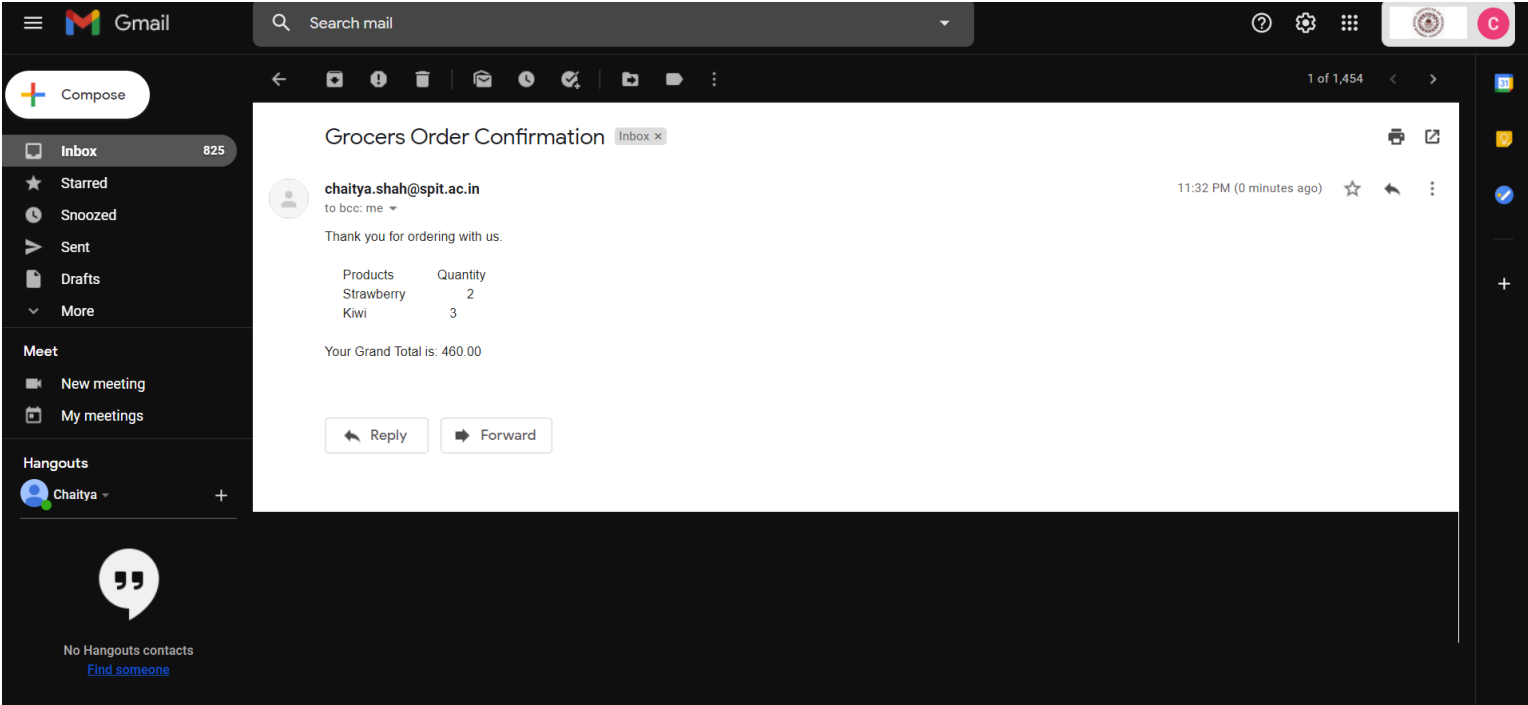 Gmail
Search mail
C
Compose
1 of 1,454
31
Inbox 825
Starred
Snoozed
Sent
Drafts
More
Meet
New meeting
My meetings
Hangouts
Chaitya
No Hangouts contacts
Find someone
Grocers Order Confirmation Inbox ×
chaitya.shah@spit.ac.in 11:32 PM (0 minutes ago)
to bcc: me
Thank you for ordering with us.
Products Quantity
Strawberry 2
Kiwi 3
Your Grand Total is: 460.00
Reply Forward